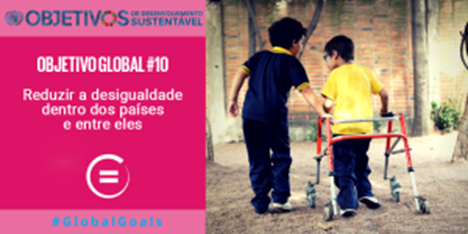 OBJETIVOS DE DESENVOLVIMENTO
SUSTENTÁVEL
OBJETIVO GLOBAL #10
Reduzir a desigualdade
dentro dos países
e entre eles
#GlobalGoals